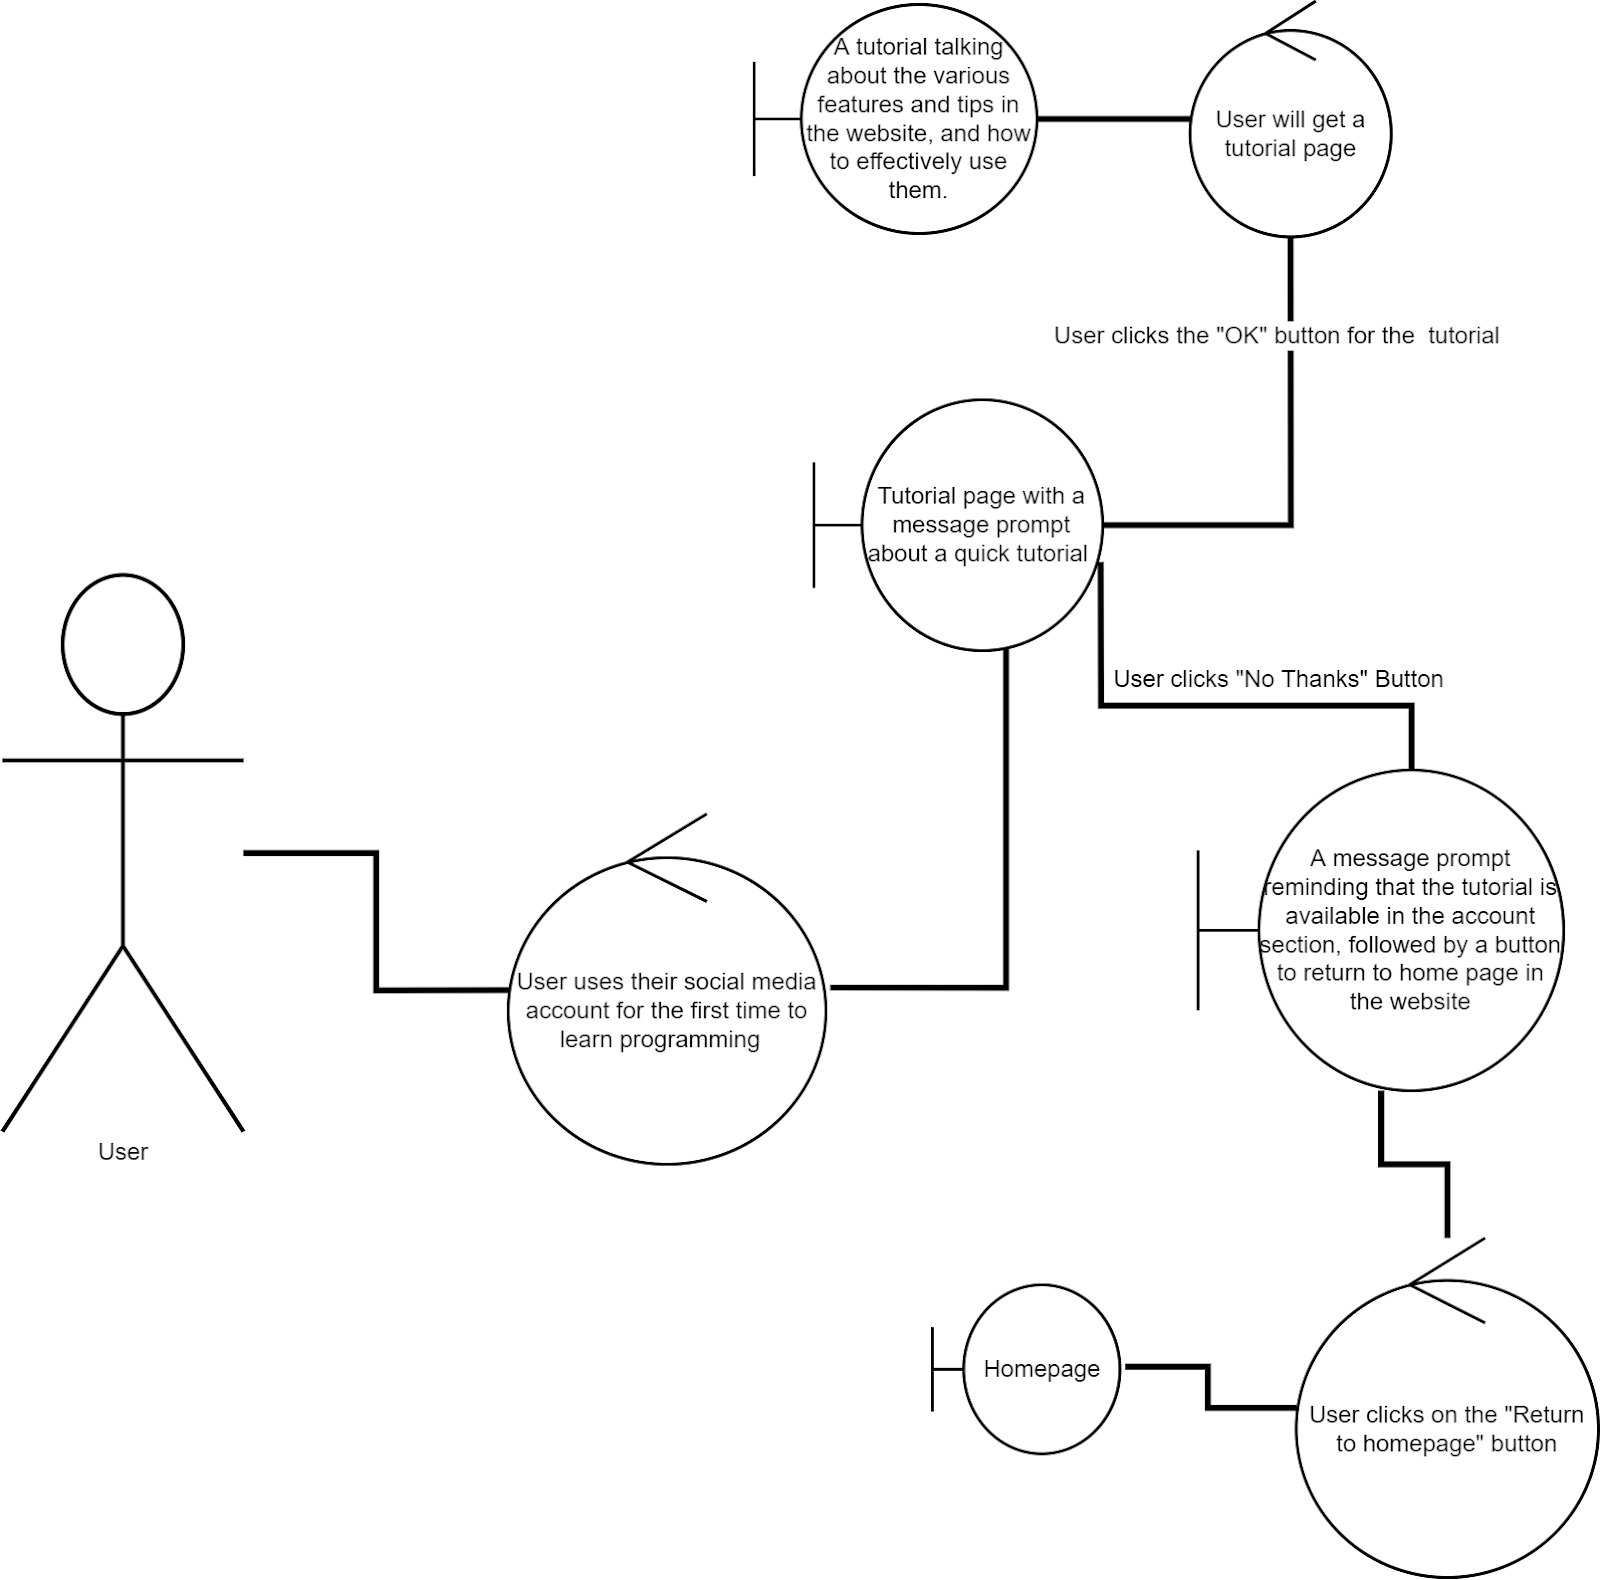 A tutorial talking
about the various
features and tips in
the website, and how
to effectively use
them.
User will get a
tutorial page
User clicks the "OK" button for the  tutorial
Tutorial page with a
message prompt
about a quick tutorial
User clicks "No Thanks" Button
A message prompt
reminding that the tutorial is
available in the account
section, followed by a button
to return to home page in
the website
User uses their social media
account for the first time to
learn programming
User
Homepage
User clicks on the "Return
to homepage" button